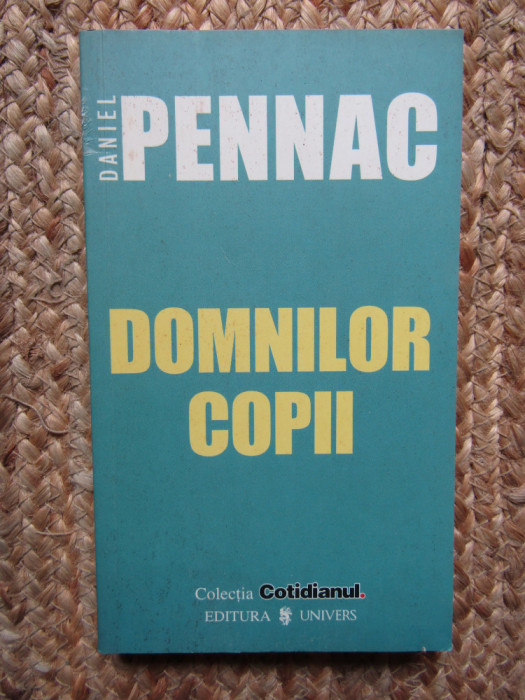 DANIEL
PENNAC
DOMNILOR
COPII
Colecția Cotidianul.
EDITURA UNIVERS